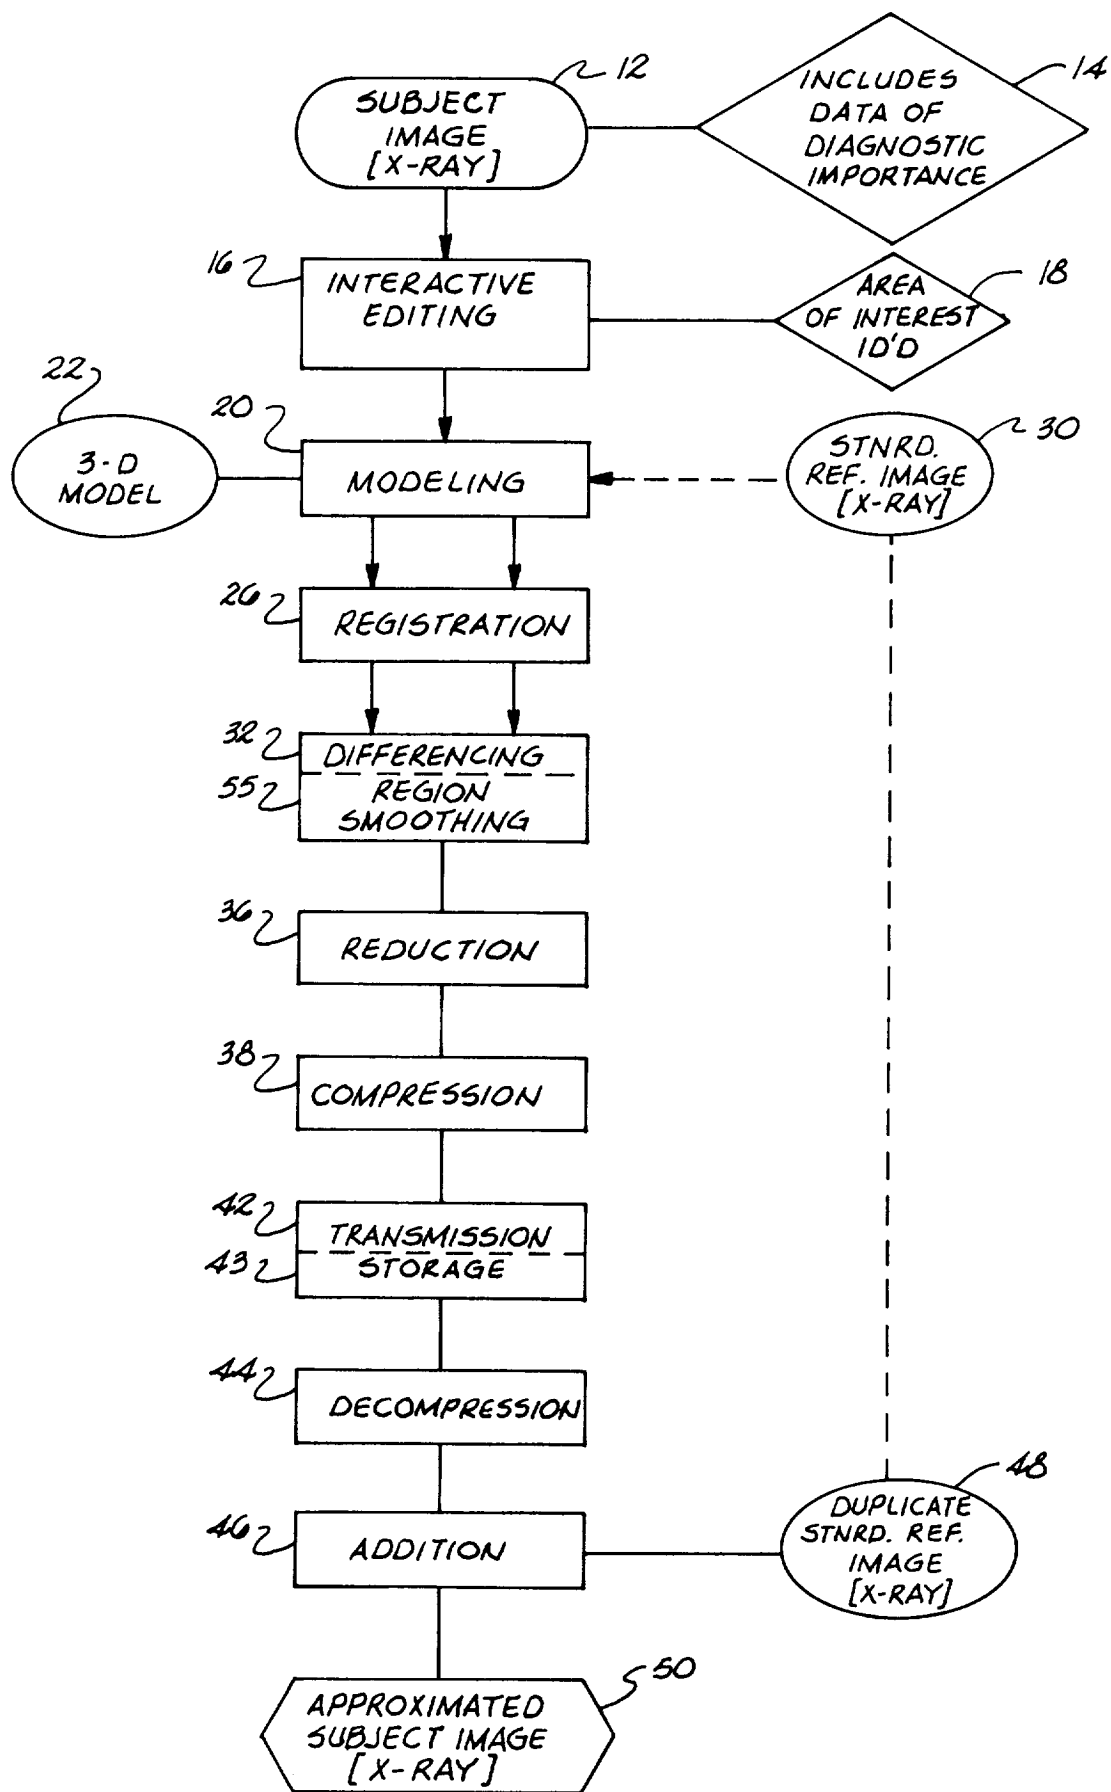 12
14
SUBJECT
IMAGE
[X-RAY]
INCLUDES
DATA OF
DIAGNOSTIC
IMPORTANCE
16
INTERACTIVE
EDITING
18
AREA
OF INTEREST
ID'D
22
3-D
MODEL
20
MODELING
30
STNRD.
REF. IMAGE
[X-RAY]
26
REGISTRATION
32
DIFFERENCING
55
REGION
SMOOTHING
36
REDUCTION
38
COMPRESSION
42
TRANSMISSION
43
STORAGE
44
DECOMPRESSION
46
ADDITION
48
DUPLICATE
STNRD. REF.
IMAGE
[X-RAY]
50
APPROXIMATED
SUBJECT IMAGE
[X-RAY]